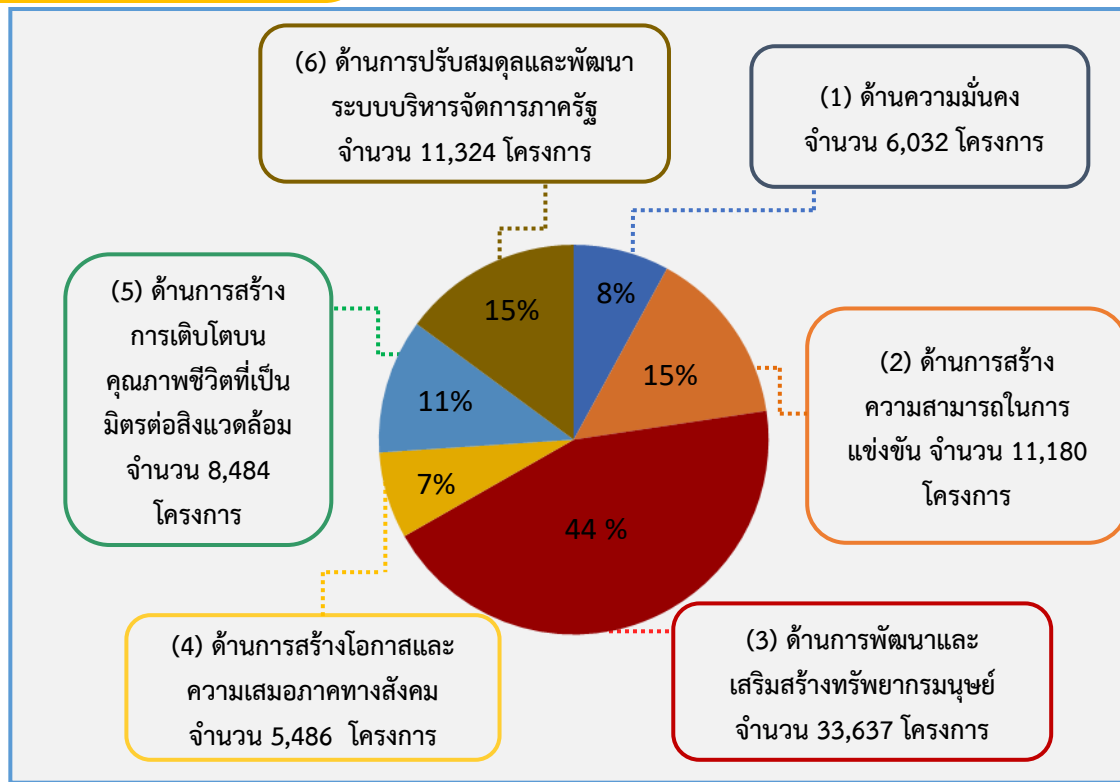 (6) ด้านการปรับสมดุลและพัฒนา
ระบบบริหารจัดการภาครัฐ
จำนวน 11,324 โครงการ
(1) ด้านความมั่นคง
จำนวน 6,032 โครงการ
(5) ด้านการสร้าง
การเติบโตบน
คุณภาพชีวิตที่เป็น
มิตรต่อสิ่งแวดล้อม
จำนวน 8,484
โครงการ
(2) ด้านการสร้าง
ความสามารถในการ
แข่งขัน จำนวน 11,180
โครงการ
15%
8%
15%
11%
7%
44 %
(4) ด้านการสร้างโอกาสและ
ความเสมอภาคทางสังคม
จำนวน 5,486 โครงการ
(3) ด้านการพัฒนาและ
เสริมสร้างทรัพยากรมนุษย์
จำนวน 33,637 โครงการ